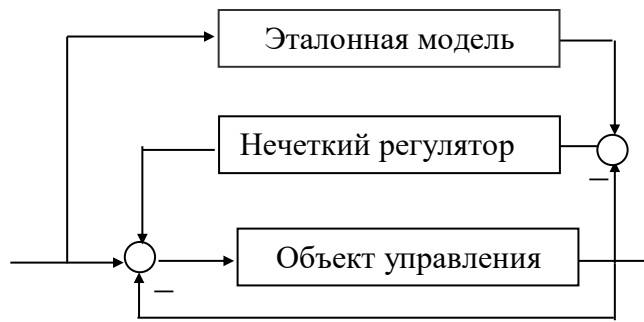 Эталонная модель
Нечеткий регулятор
Объект управления